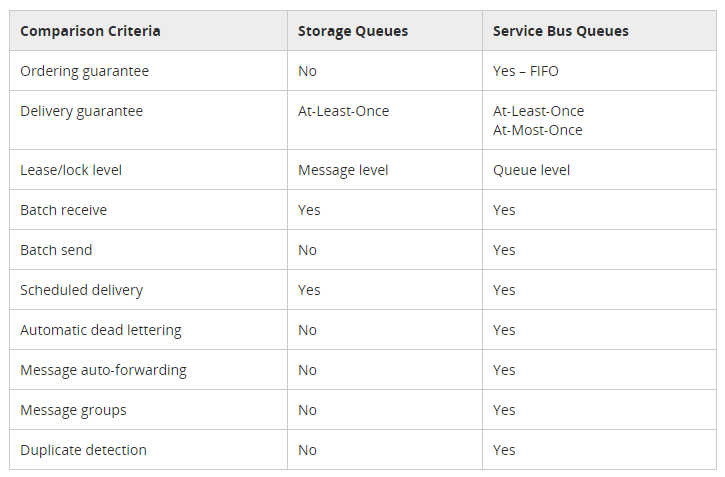 Comparison Criteria Storage Queues Service Bus Queues
Ordering guarantee No Yes – FIFO
Delivery guarantee At-Least-Once At-Least-Once
At-Most-Once
Lease/lock level Message level Queue level
Batch receive Yes Yes
Batch send No Yes
Scheduled delivery Yes Yes
Automatic dead lettering No Yes
Message auto-forwarding No Yes
Message groups No Yes
Duplicate detection No Yes